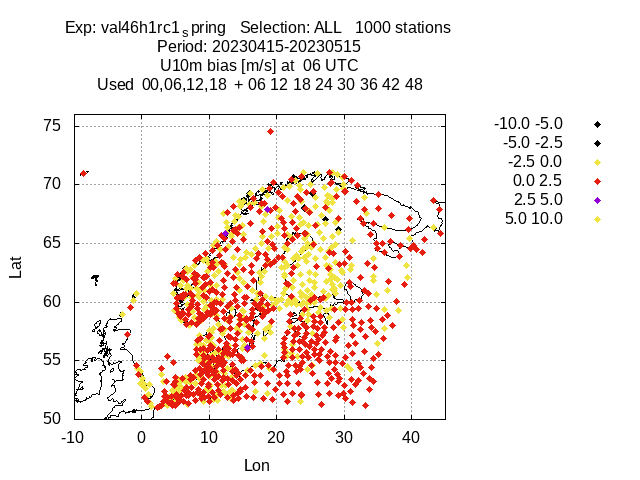 Exp: val46h1rc1spring Selection: ALL 1000 stations
Period: 20230415-20230515
U10m bias [m/s] at 06 UTC
Used 00,06,12,18 + 06 12 18 24 30 36 42 48
-10.0 -5.0
-5.0 -2.5
-2.5 0.0
0.0 2.5
2.5 5.0
5.0 10.0
75
70
65
60
55
50
Lat
-10 0 10 20 30 40
Lon